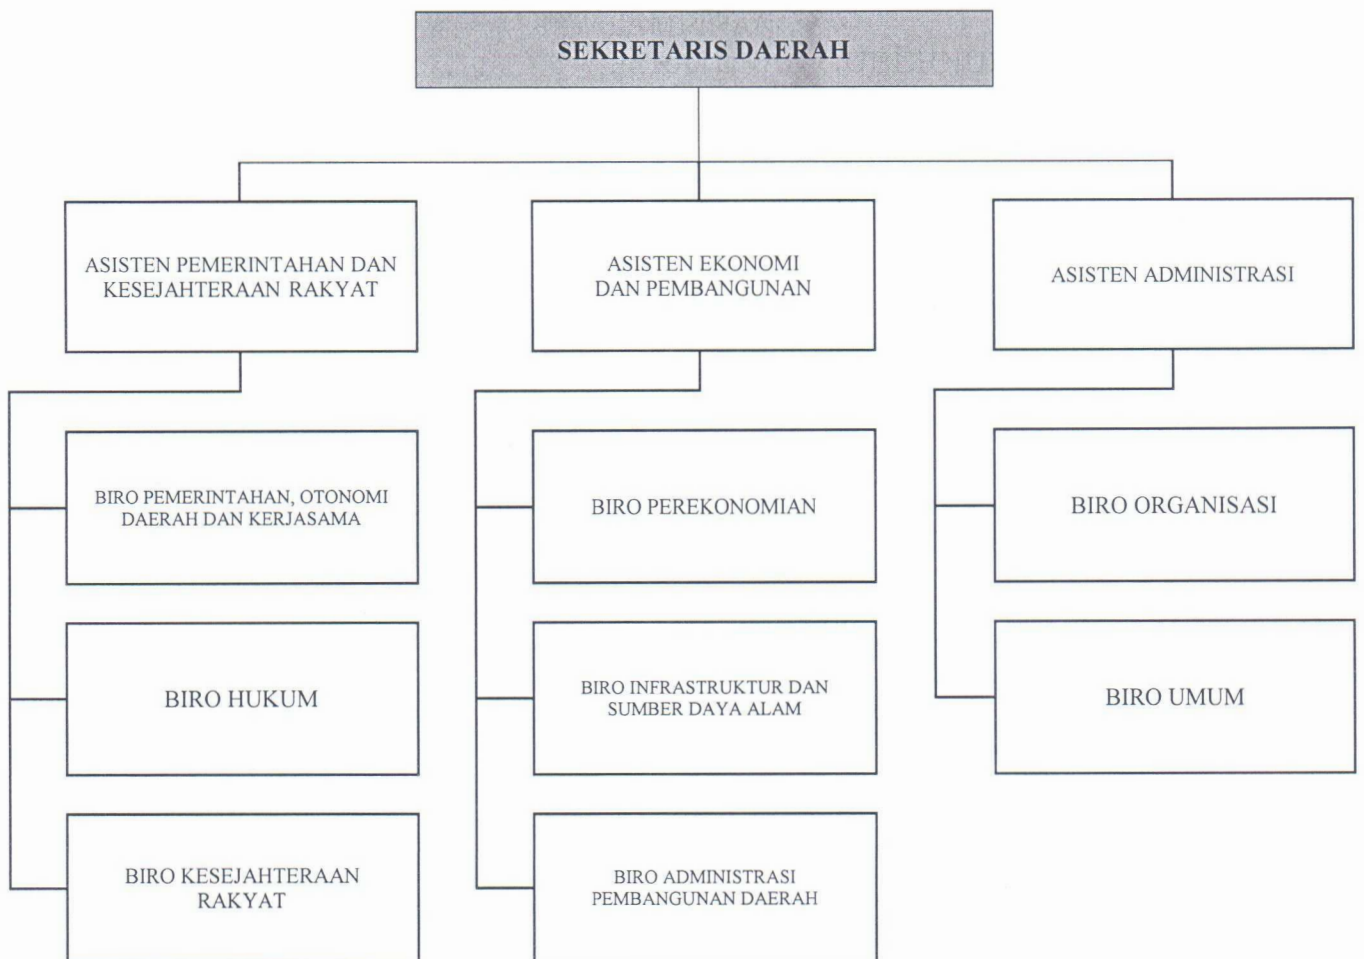 SEKRETARIS DAERAH
ASISTEN PEMERINTAHAN DAN
KESEJAHTERAAN RAKYAT
ASISTEN EKONOMI
DAN PEMBANGUNAN
ASISTEN ADMINISTRASI
BIRO PEMERINTAHAN, OTONOMI
DAERAH DAN KERJASAMA
BIRO PEREKONOMIAN
BIRO ORGANISASI
BIRO HUKUM
BIRO INFRASTRUKTUR DAN
SUMBER DAYA ALAM
BIRO UMUM
BIRO KESEJAHTERAAN
RAKYAT
BIRO ADMINISTRASI
PEMBANGUNAN DAERAH